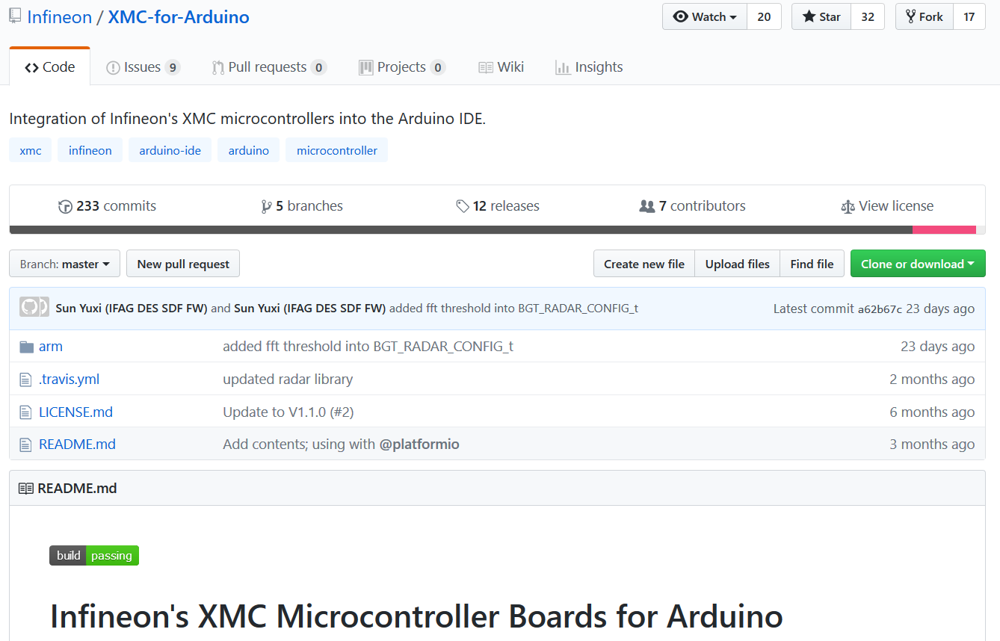 Infineon / XMC-for-Arduino Watch 20 Star 32 Fork 17
Code Issues 9 Pull requests 0 Projects 0 Wiki Insights
Integration of Infineon's XMC microcontrollers into the Arduino IDE.
xmc infineon arduino-ide arduino microcontroller
233 commits 5 branches 12 releases 7 contributors View license
Branch: master New pull request Create new file Upload files Find file Clone or download
Sun Yuxi (IFAG DES SDF FW) and Sun Yuxi (IFAG DES SDF FW) added fft threshold into BGT_RADAR_CONFIG_t Latest commit a62b67c 23 days ago
arm added fft threshold into BGT_RADAR_CONFIG_t 23 days ago
.travis.yml updated radar library 2 months ago
LICENSE.md Update to V1.1.0 (#2) 6 months ago
README.md Add contents; using with @platformio 3 months ago
README.md
build passing
Infineon's XMC Microcontroller Boards for Arduino